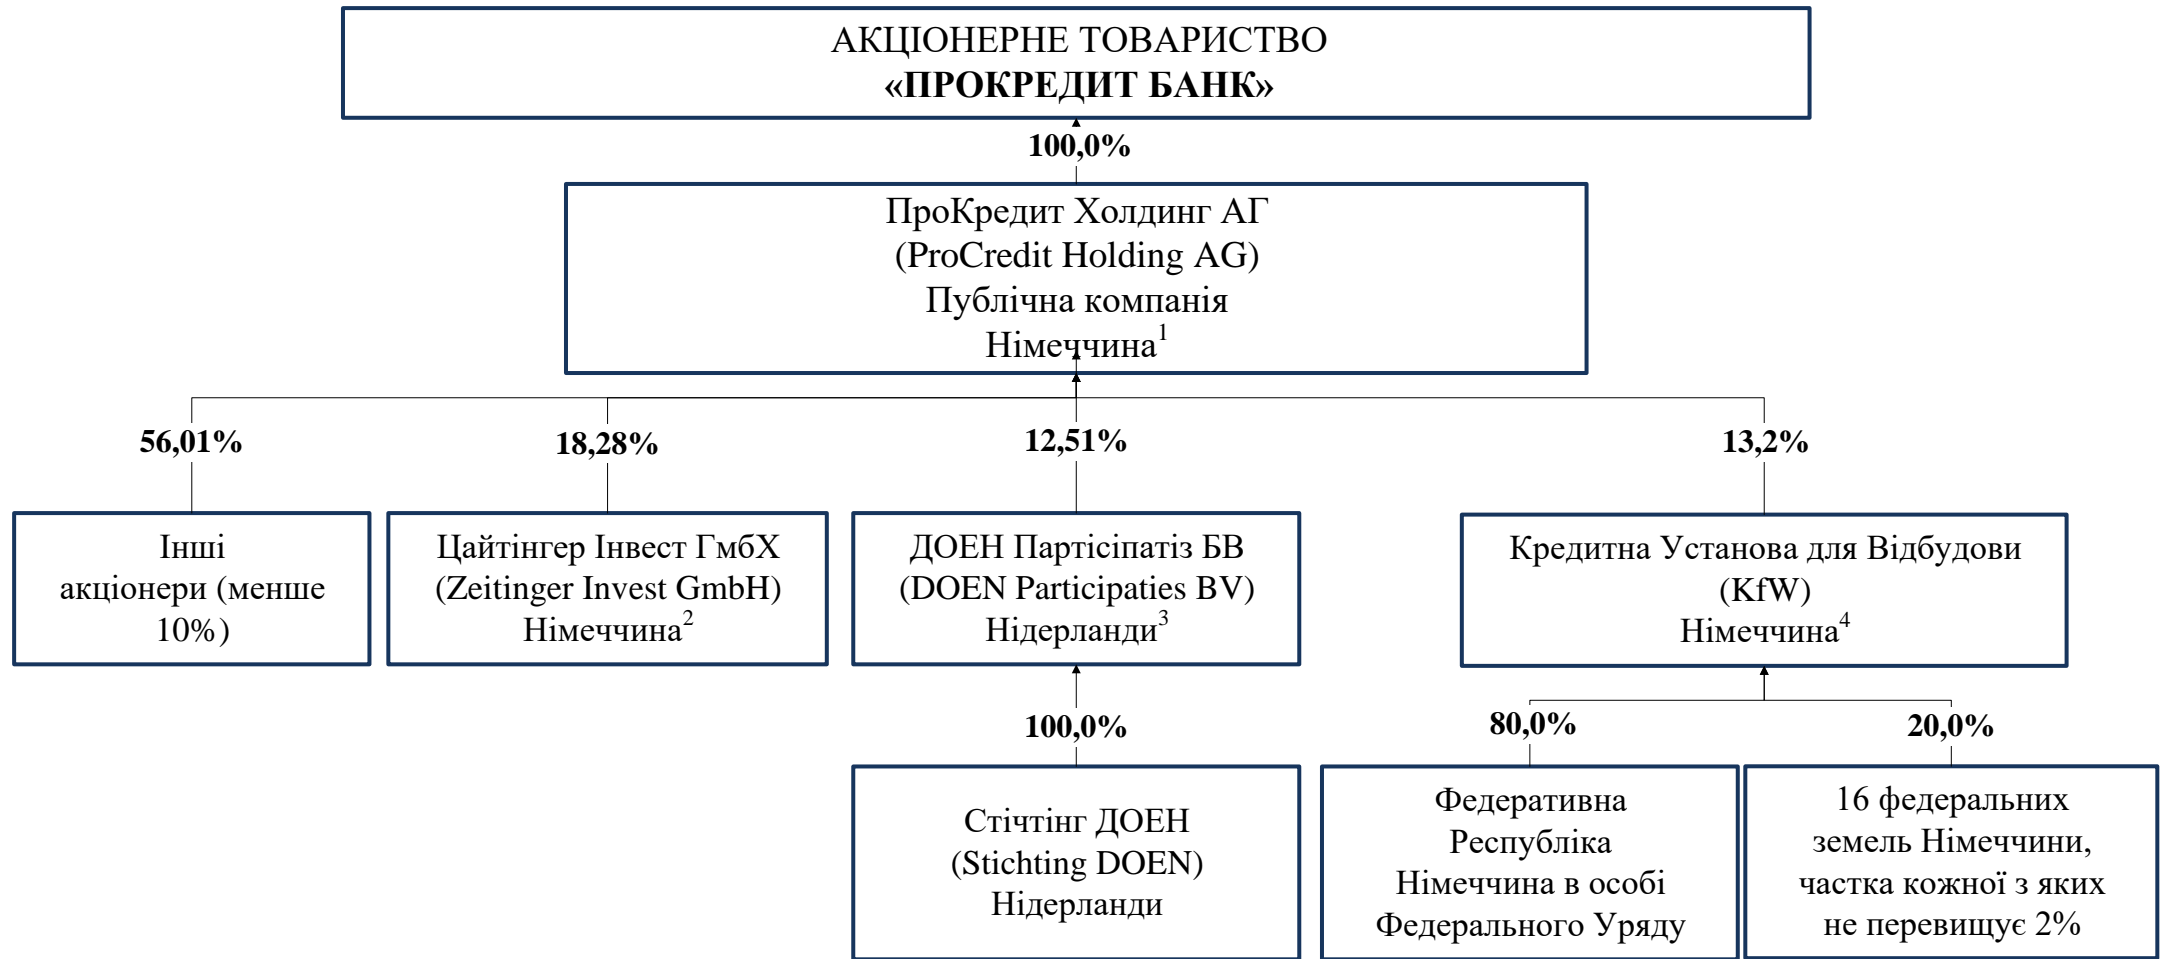 АКЦІОНЕРНЕ ТОВАРИСТВО
«ПРОКРЕДИТ БАНК»
100,0%
ПроКредит Холдинг АГ
(ProCredit Holding AG)
Публічна компанія
Німеччина¹
56,01%
18,28%
12,51%
13,2%
Інші
акціонери (менше
10%)
Цайтінгер Інвест ГмбХ
(Zeitinger Invest GmbH)
Німеччина²
ДОЕН Партісіпатіз БВ
(DOEN Participaties BV)
Нідерланди³
Кредитна Установа для Відбудови
(KfW)
Німеччина⁴
100,0%
80,0%
20,0%
Стічтінг ДОЕН
(Stichting DOEN)
Нідерланди
Федеративна
Республіка
Німеччина в особі
Федерального Уряду
16 федеральних
земель Німеччини,
частка кожної з яких
не перевищує 2%